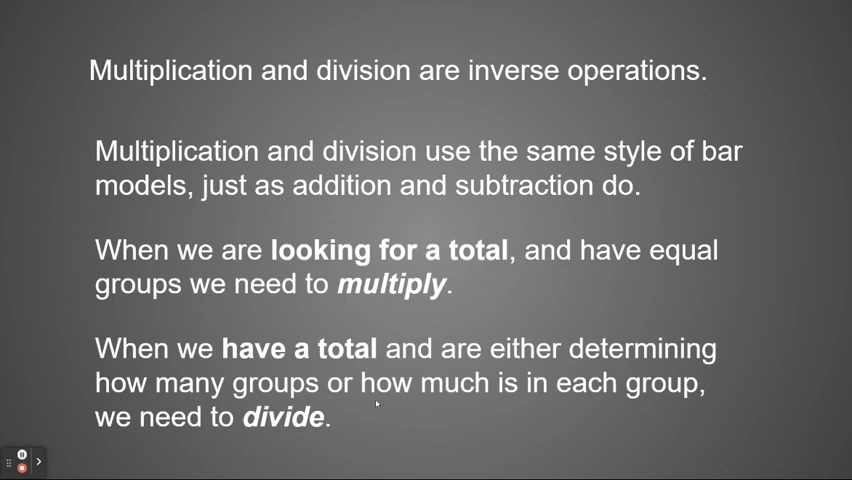 Multiplication and division are inverse operations.
Multiplication and division use the same style of bar
models, just as addition and subtraction do.
When we are looking for a total, and have equal
groups we need to multiply.
When we have a total and are either determining
how many groups or how much is in each group,
we need to divide.